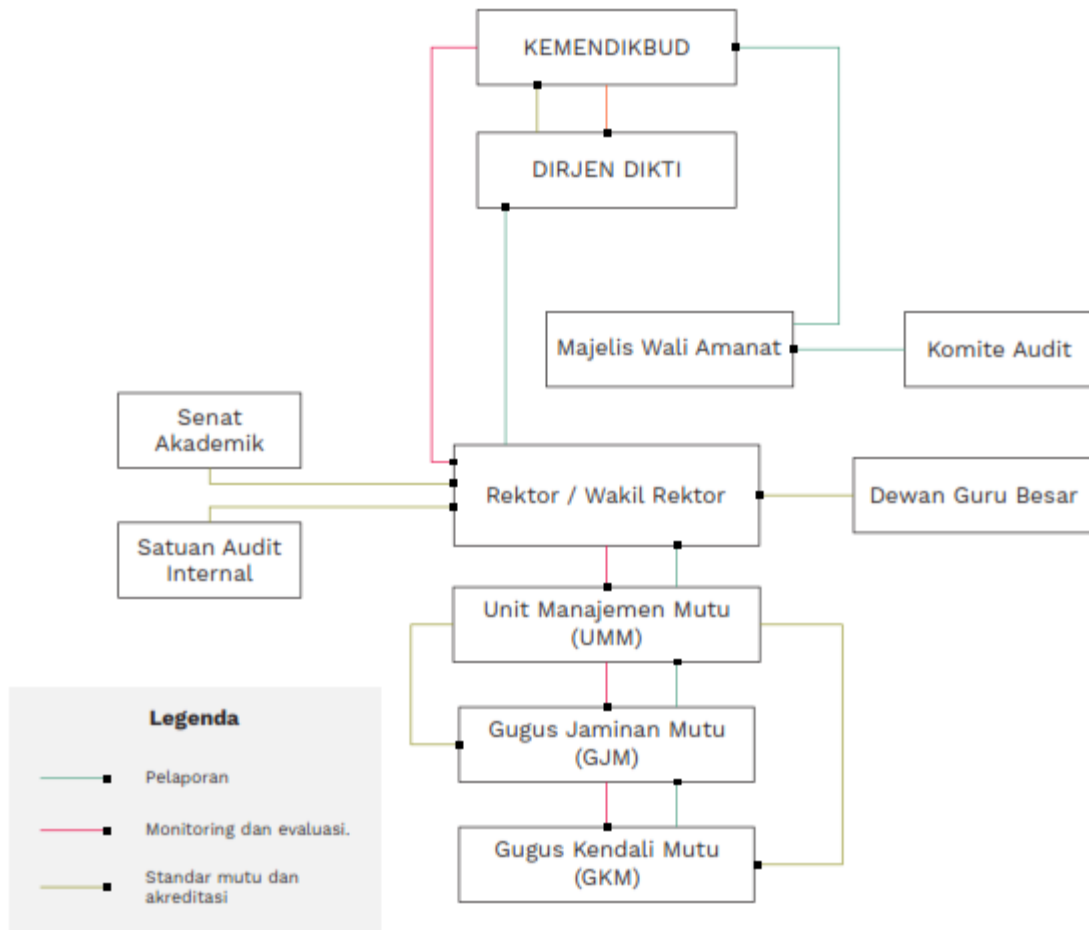 KEMENDIKBUD
DIRJEN DIKTI
Majelis Wali Amanat
Komite Audit
Senat
Akademik
Rektor / Wakil Rektor
Dewan Guru Besar
Satuan Audit
Internal
Unit Manajemen Mutu
(UMM)
Gugus Jaminan Mutu
(GJM)
Gugus Kendali Mutu
(GKM)
Legenda
Pelaporan
Monitoring dan evaluasi.
Standar mutu dan
akreditasi